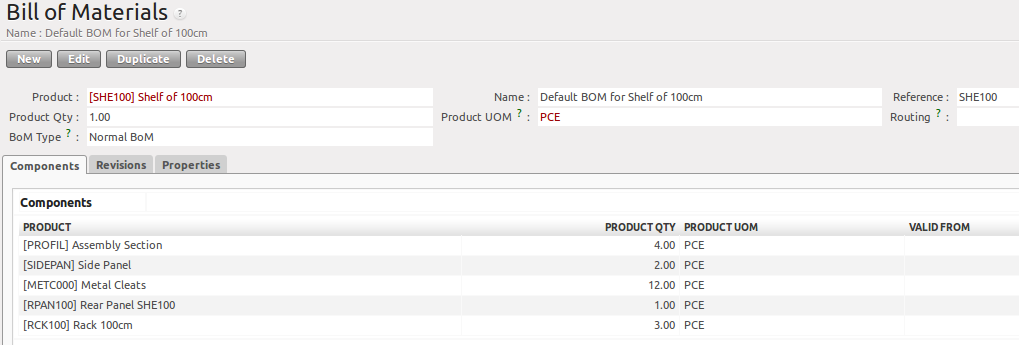 Bill of Materials ?
Name : Default BOM for Shelf of 100cm
New Edit Duplicate Delete
Product : [SHE100] Shelf of 100cm Name : Default BOM for Shelf of 100cm Reference : SHE100
Product Qty : 1.00 Product UOM ? : PCE Routing ? :
BoM Type ? : Normal BoM
Components Revisions Properties
Components
PRODUCT PRODUCT QTY PRODUCT UOM VALID FROM
[PROFIL] Assembly Section 4.00 PCE
[SIDEPAN] Side Panel 2.00 PCE
[METC000] Metal Cleats 12.00 PCE
[RPAN100] Rear Panel SHE100 1.00 PCE
[RCK100] Rack 100cm 3.00 PCE